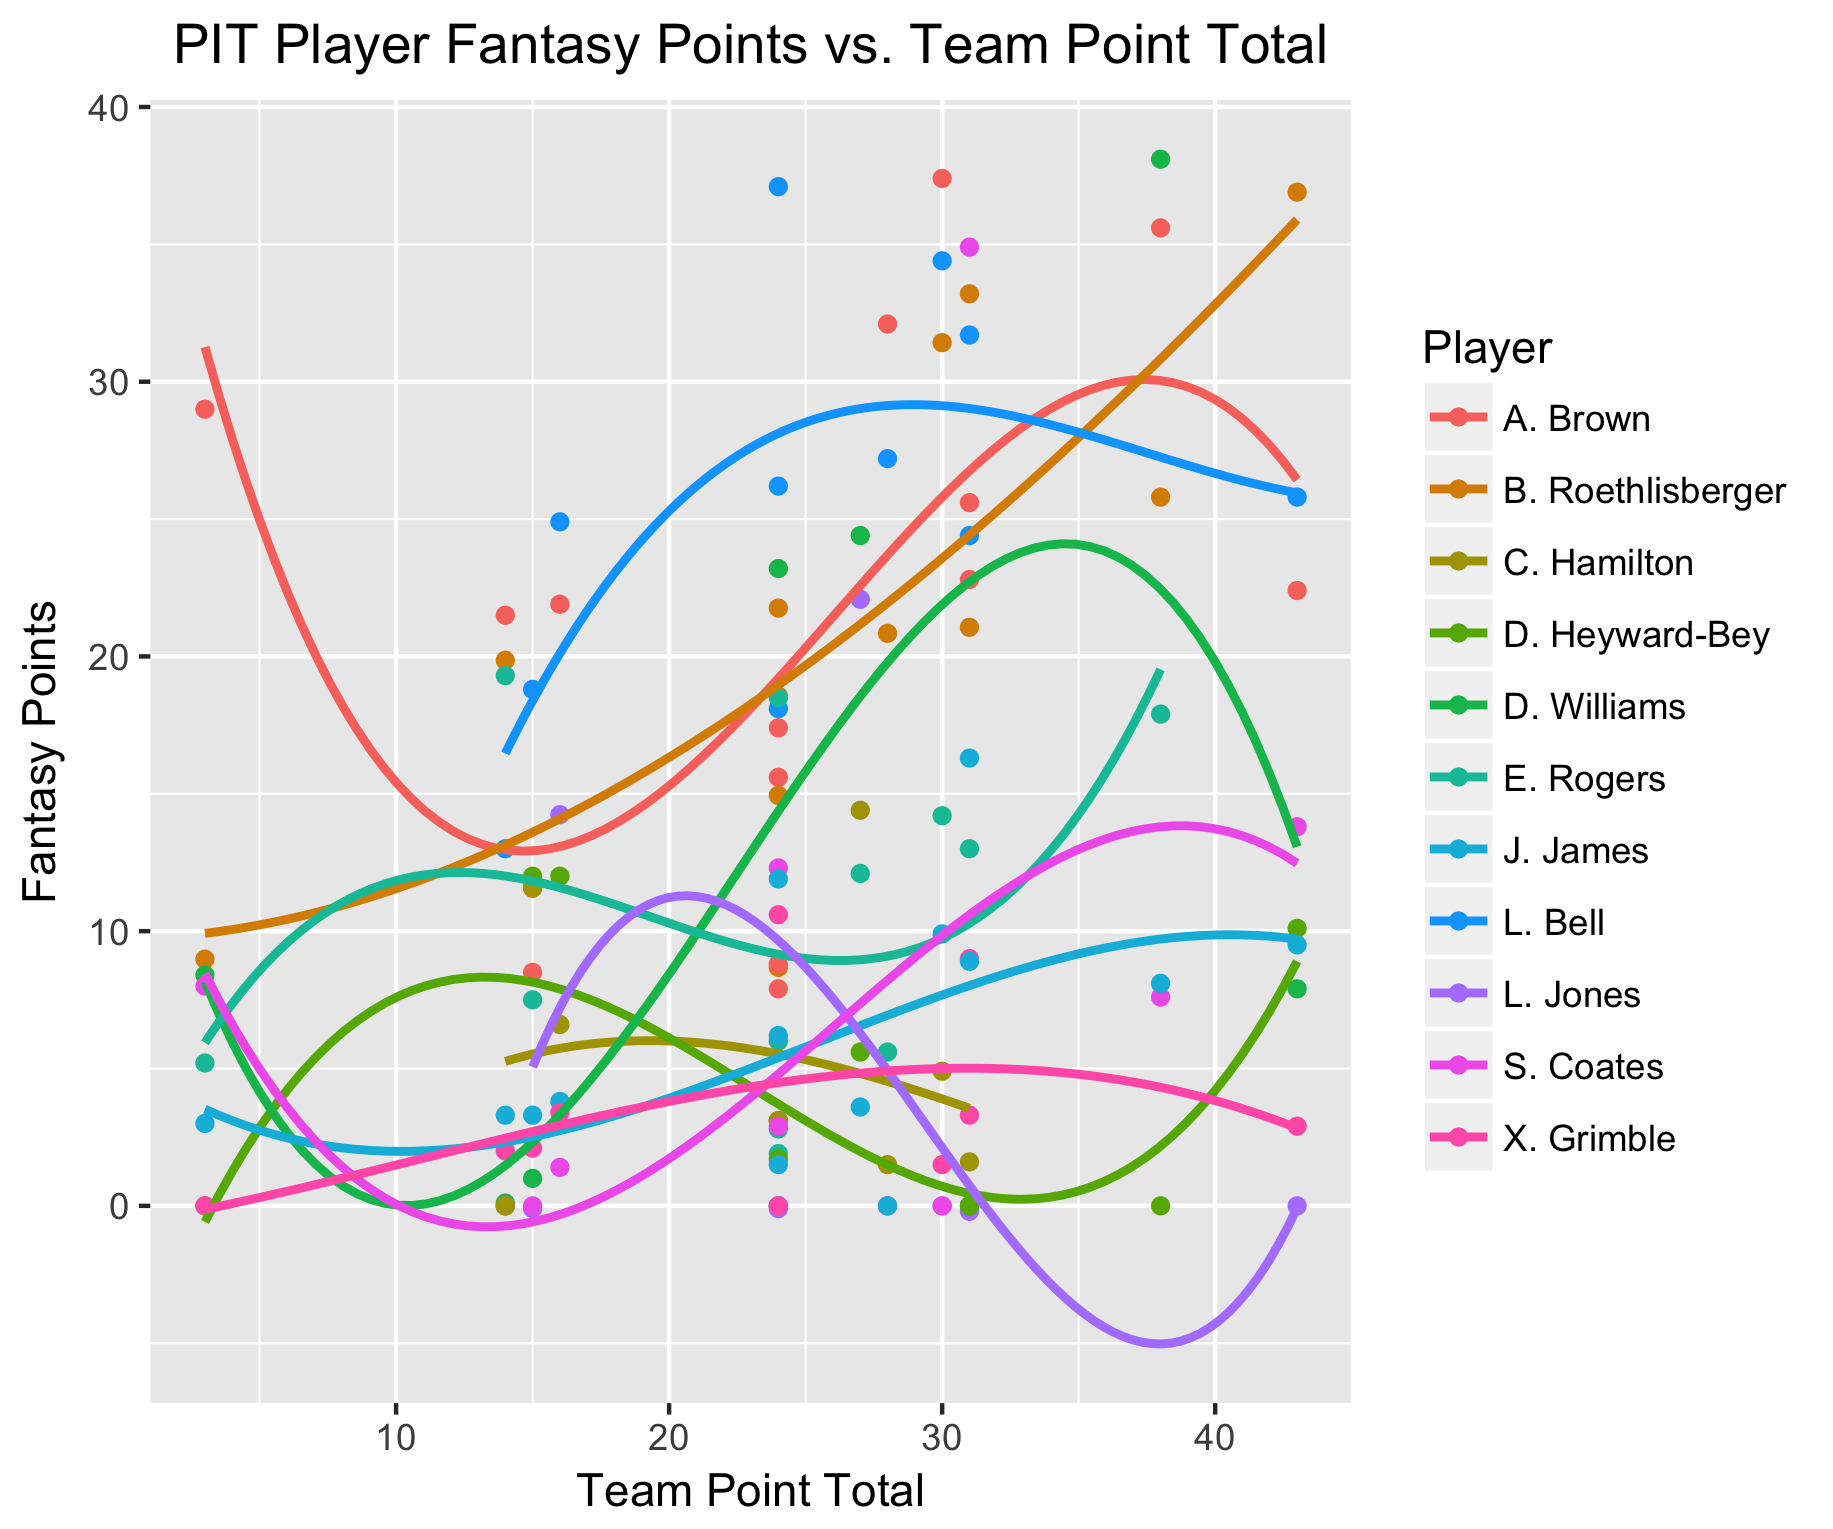 PIT Player Fantasy Points vs. Team Point Total
40
30
20
10
0
Fantasy Points
10
20
30
40
Team Point Total
Player
A. Brown
B. Roethlisberger
C. Hamilton
D. Heyward-Bey
D. Williams
E. Rogers
J. James
L. Bell
L. Jones
S. Coates
X. Grimble